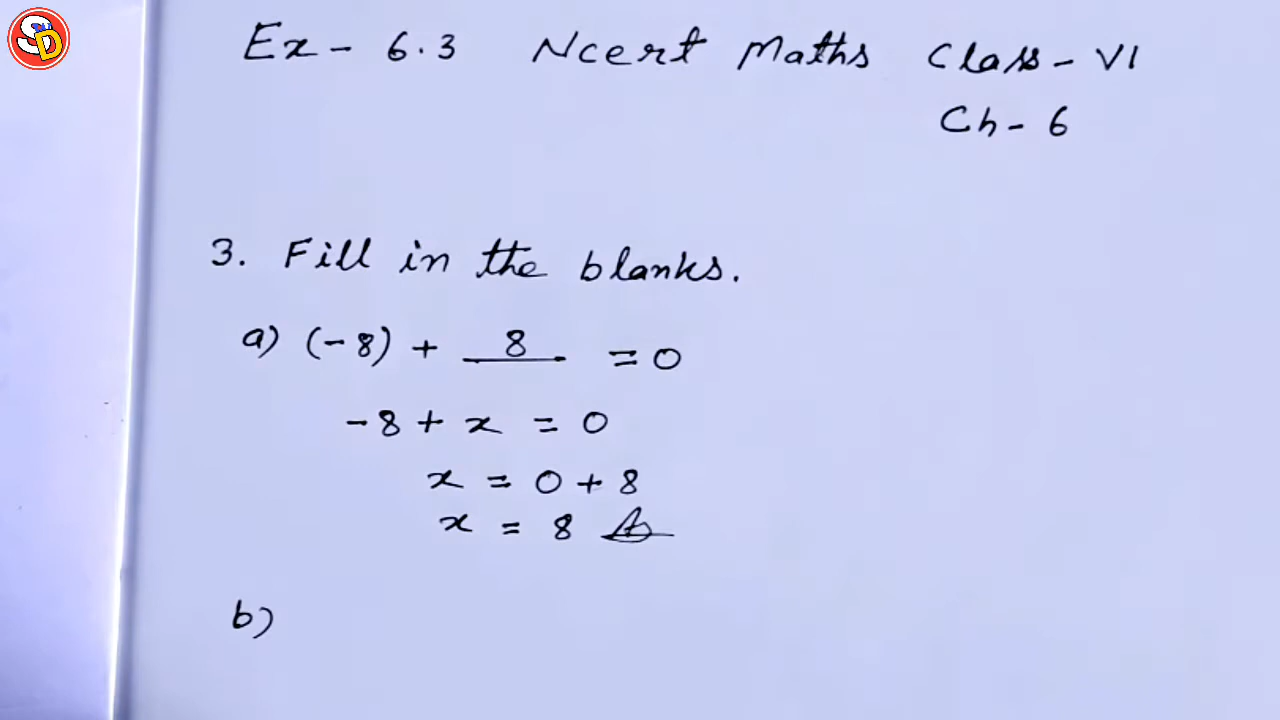 SD
Ex - 6.3 Ncert Maths Class - VI
Ch - 6
3. Fill in the blanks.
a) (-8) + 8 = 0
-8 + x = 0
x = 0 + 8
x = 8
b)